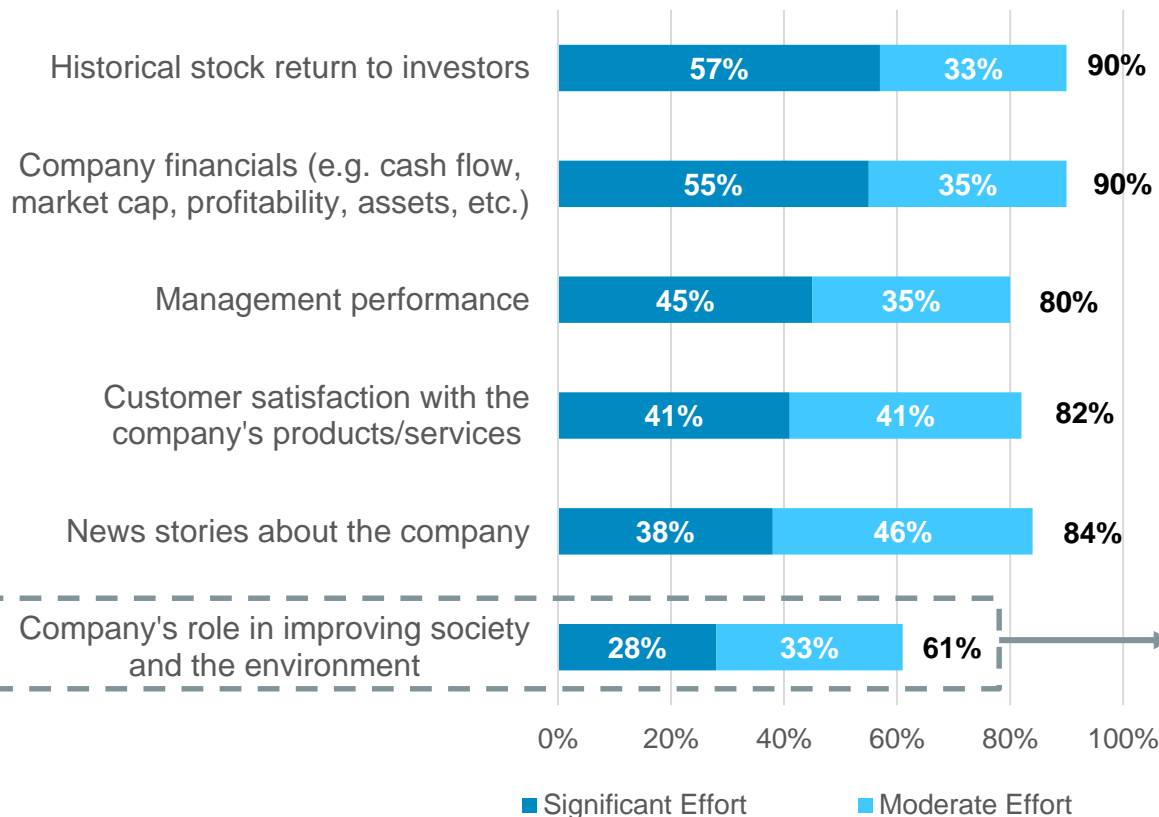 Historical stock return to investors
57%
33%
90%
Company financials (e.g. cash flow,
market cap, profitability, assets, etc.)
55%
35%
90%
Management performance
45%
35%
80%
Customer satisfaction with the
company's products/services
41%
41%
82%
News stories about the company
38%
46%
84%
Company's role in improving society
and the environment
28%
33%
61%
0%
20%
40%
60%
80%
100%
Significant Effort
Moderate Effort